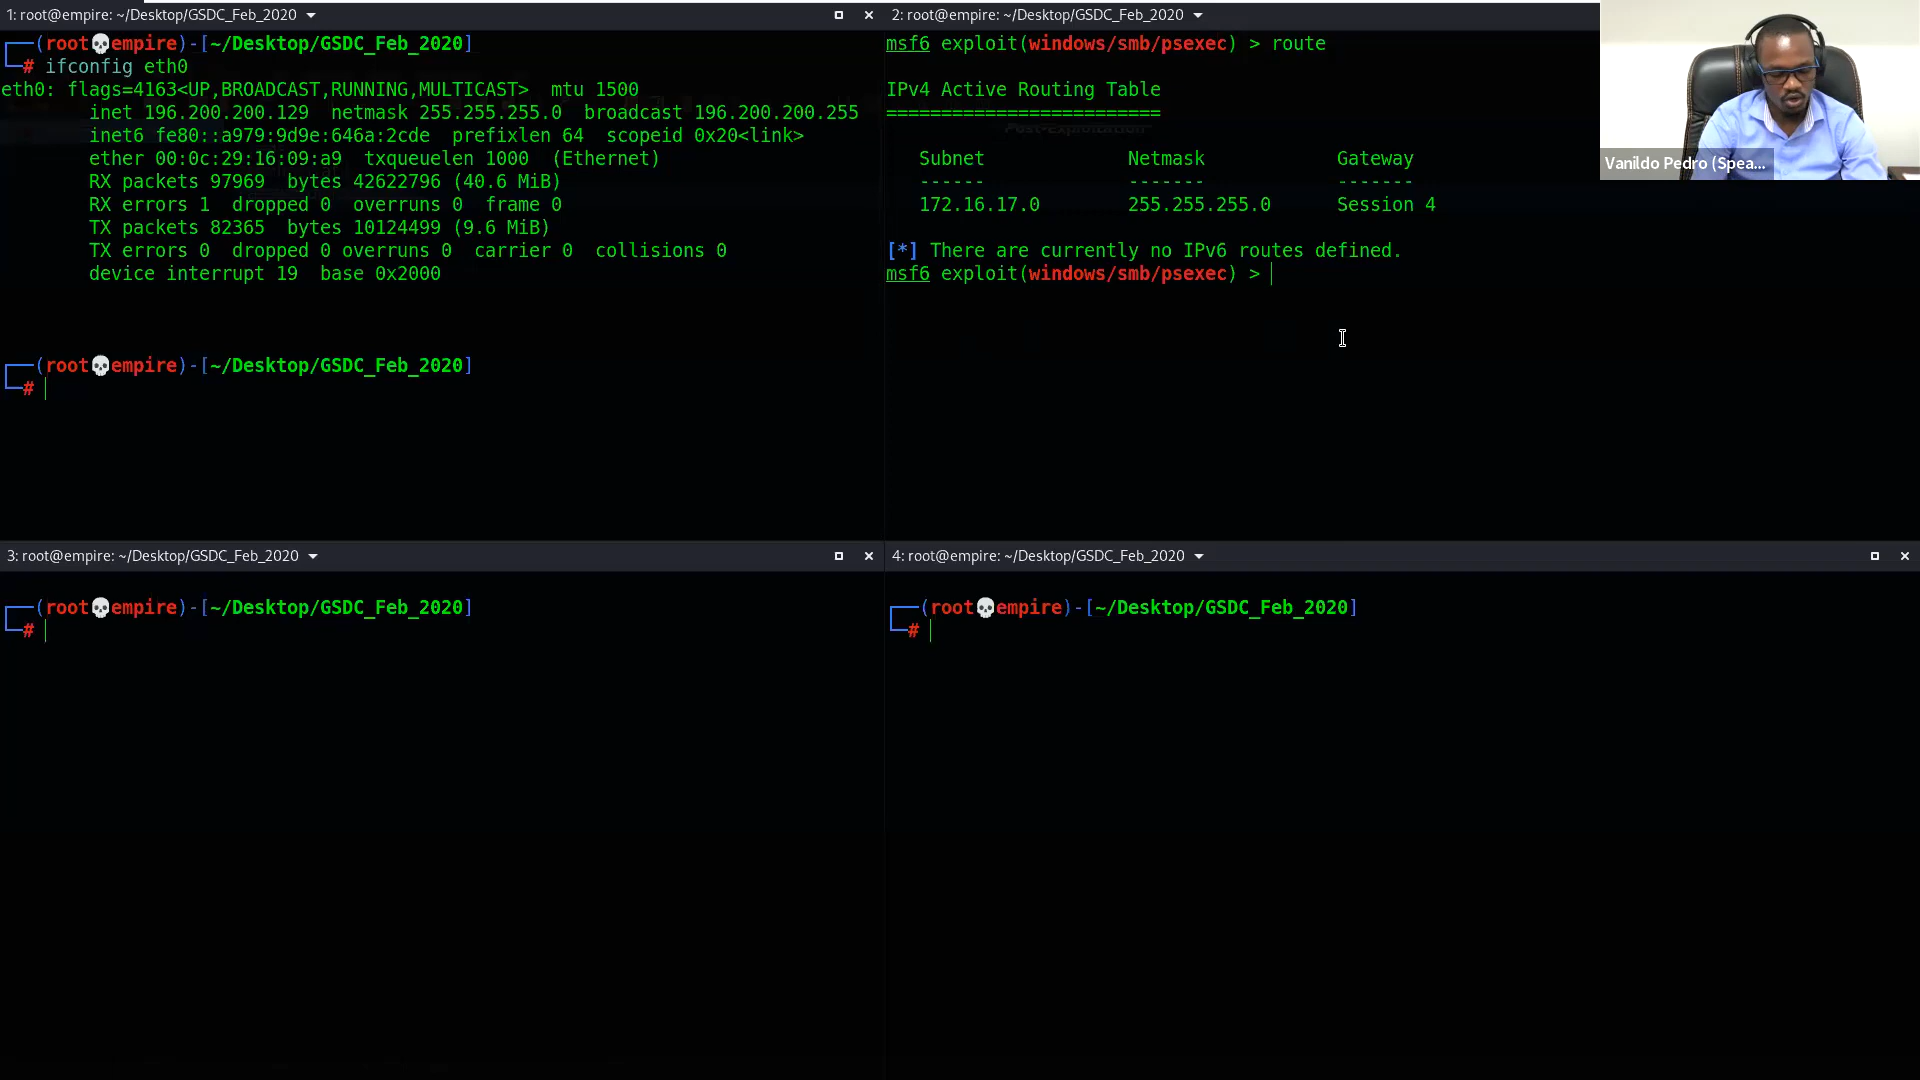 1: root@empire: ~/Desktop/GSDC_Feb_2020
(root💀empire)-[~/Desktop/GSDC_Feb_2020]
# ifconfig eth0
eth0: flags=4163<UP,BROADCAST,RUNNING,MULTICAST>  mtu 1500
inet 196.200.200.129  netmask 255.255.255.0  broadcast 196.200.200.255
inet6 fe80::a979:9d9e:646a:2cde  prefixlen 64  scopeid 0x20<link>
ether 00:0c:29:16:09:a9  txqueuelen 1000  (Ethernet)
RX packets 97969  bytes 42622796 (40.6 MiB)
RX errors 1  dropped 0  overruns 0  frame 0
TX packets 82365  bytes 10124499 (9.6 MiB)
TX errors 0  dropped 0 overruns 0  carrier 0  collisions 0
device interrupt 19  base 0x2000
(root💀empire)-[~/Desktop/GSDC_Feb_2020]
#
2: root@empire: ~/Desktop/GSDC_Feb_2020
msf6 exploit(windows/smb/psexec) > route
IPv4 Active Routing Table
=========================
Post-Exploitation
Subnet Netmask Gateway
------ ------- -------
172.16.17.0 255.255.255.0 Session 4
[*] There are currently no IPv6 routes defined.
msf6 exploit(windows/smb/psexec) >
Vanildo Pedro (Spea...
3: root@empire: ~/Desktop/GSDC_Feb_2020
(root💀empire)-[~/Desktop/GSDC_Feb_2020]
#
4: root@empire: ~/Desktop/GSDC_Feb_2020
(root💀empire)-[~/Desktop/GSDC_Feb_2020]
#